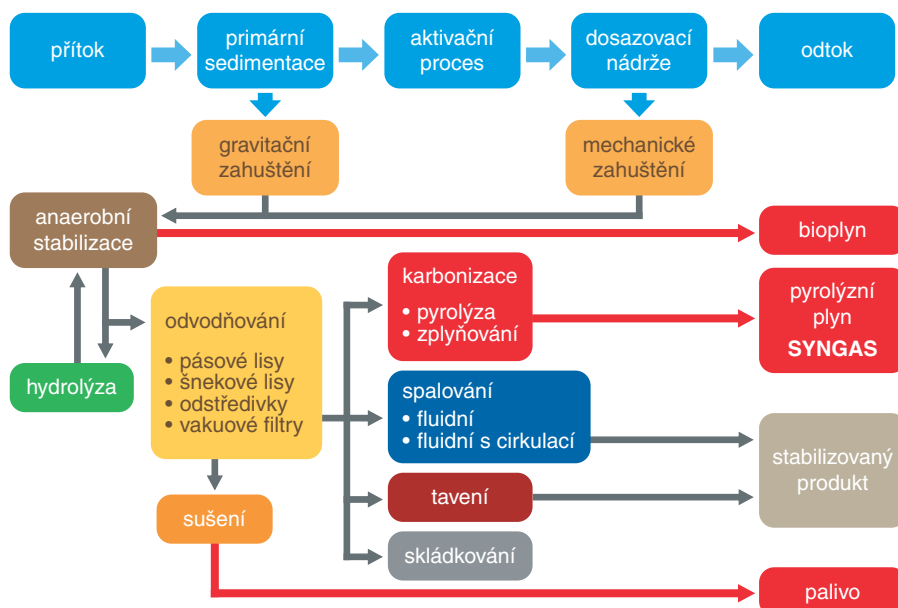 přítok
primární
sedimentace
aktivační
proces
dosazovací
nádrže
odtok
gravitační
zahuštění
mechanické
zahuštění
anaerobní
stabilizace
bioplyn
karbonizace
• pyrolýza
• zplyňování
pyrolýzní
plyn
SYNGAS
odvodňování
• pásové lisy
• šnekové lisy
• odstředivky
• vakuové filtry
hydrolýza
spalování
• fluidní
• fluidní s cirkulací
stabilizovaný
produkt
tavení
sušení
skládkování
palivo